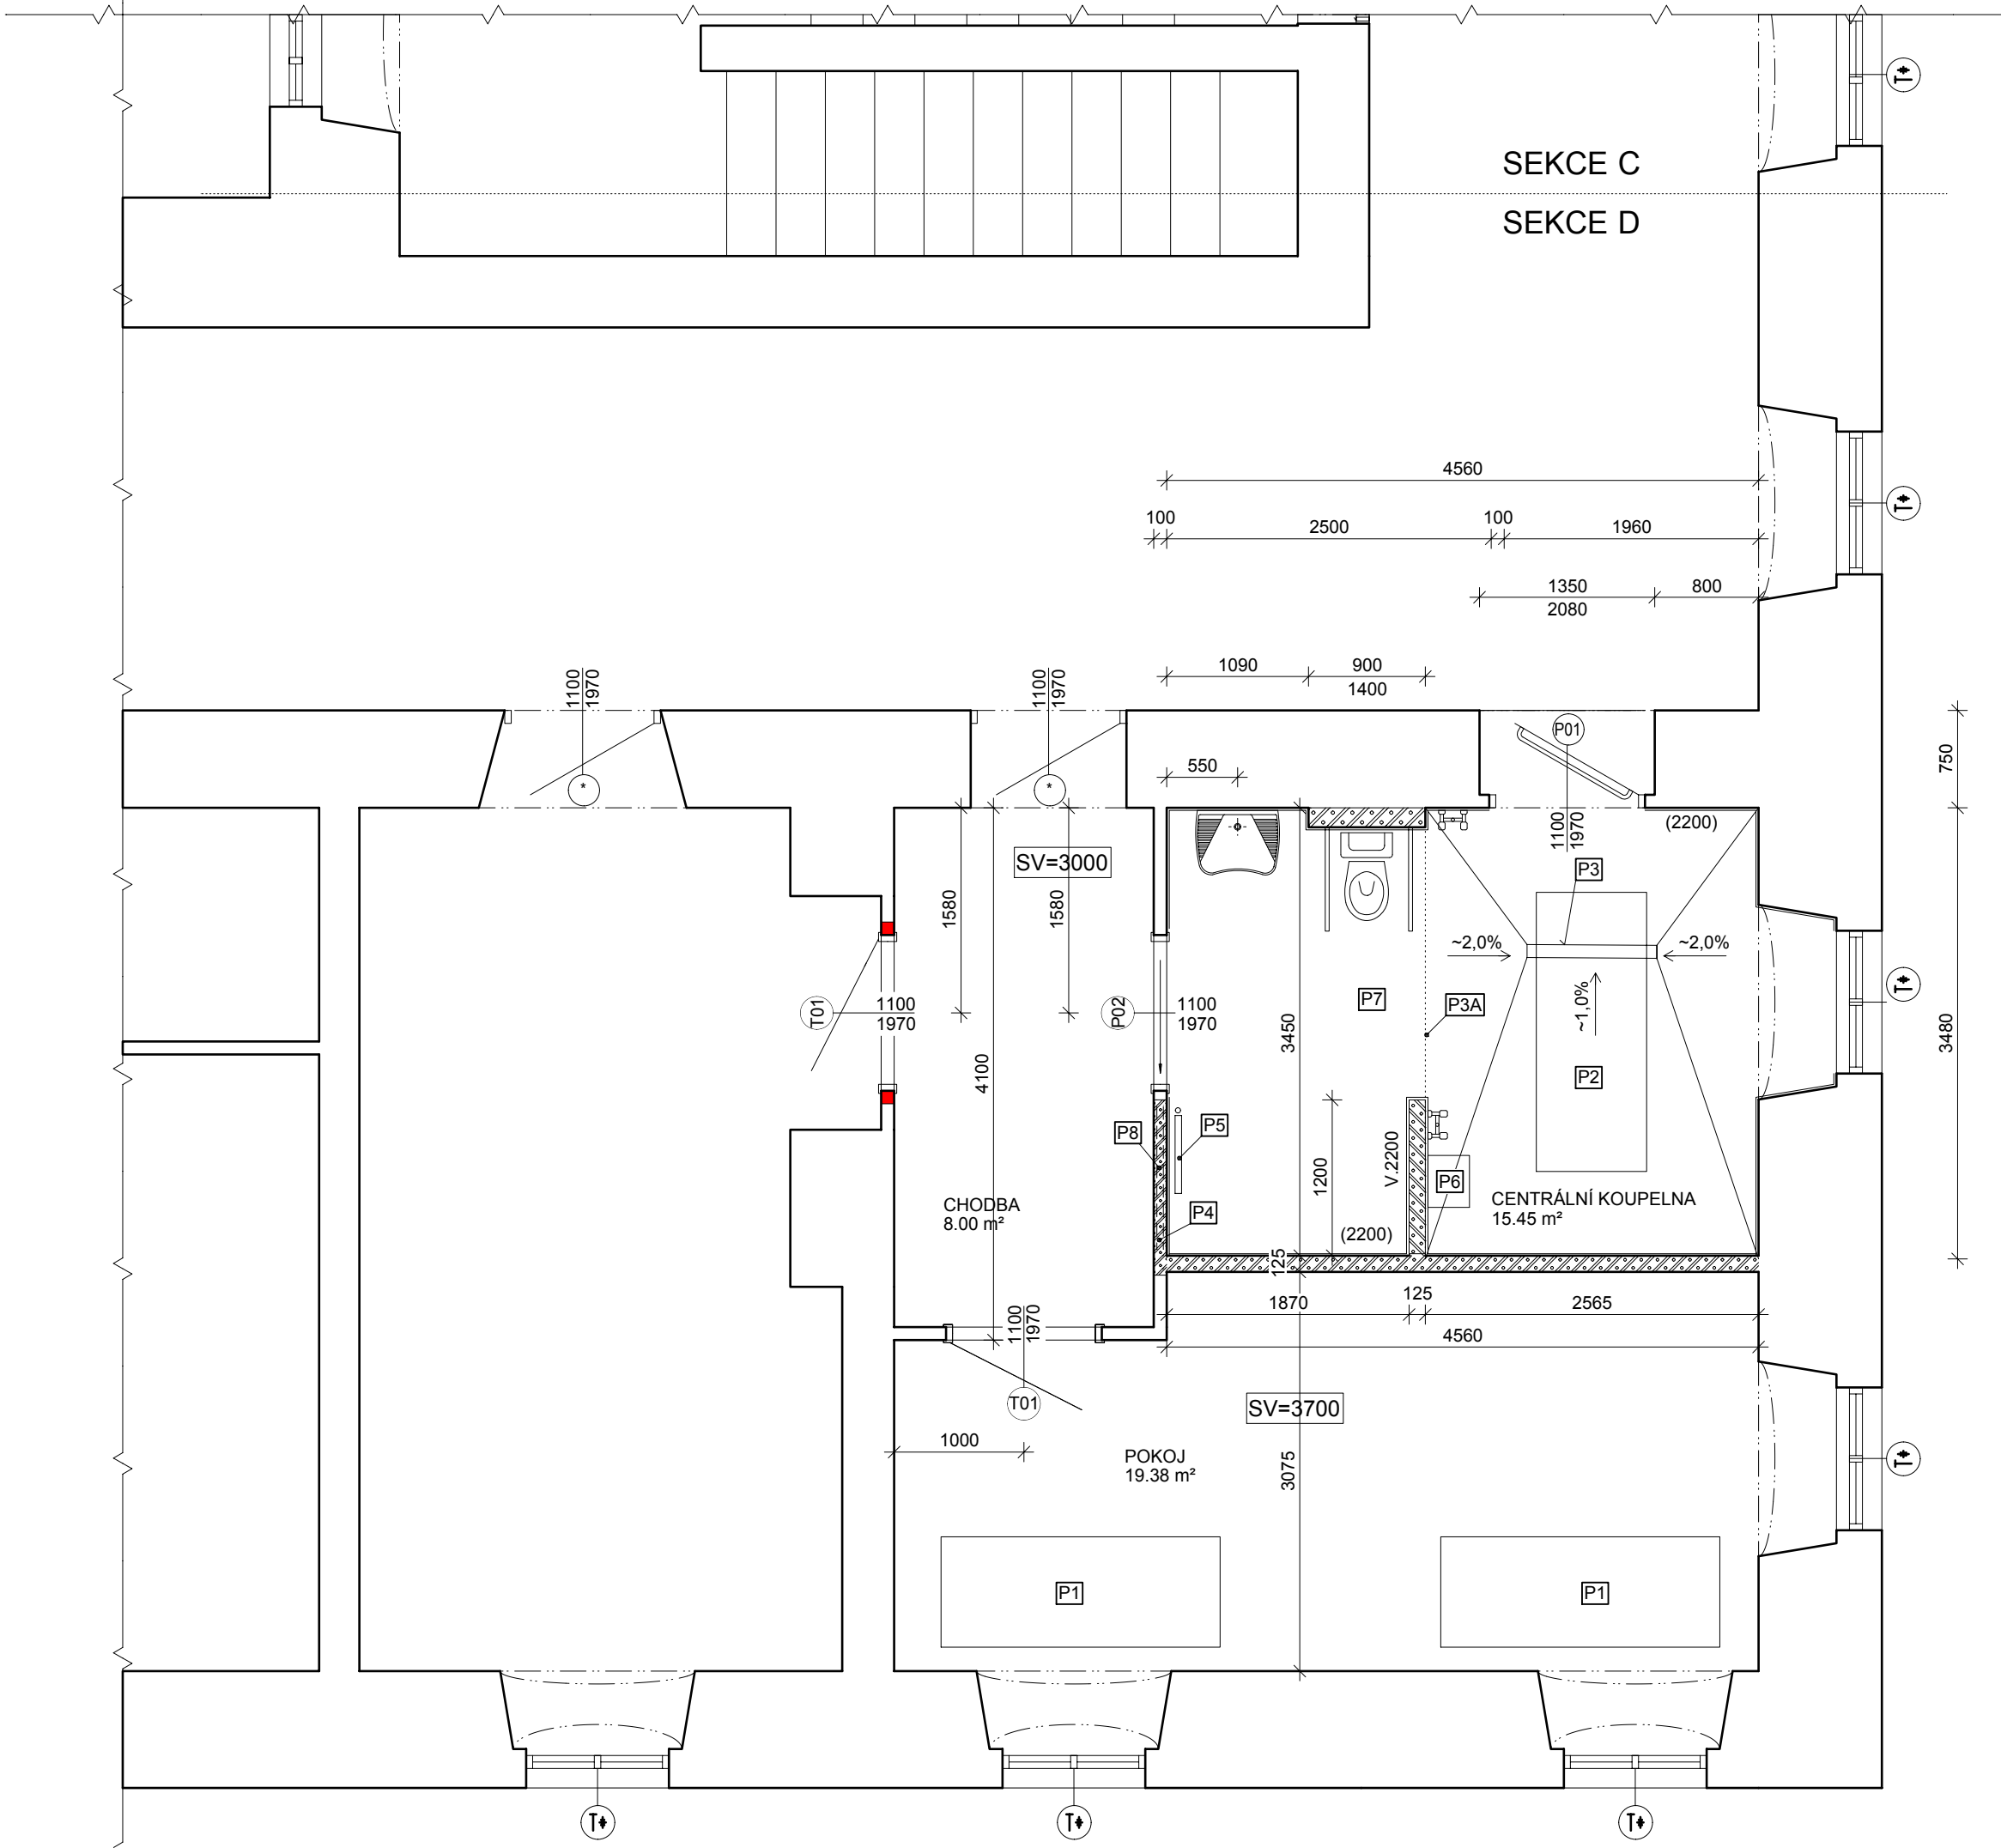 T*
SEKCE C
SEKCE D
4560
T*
100
2500
100
1960
1350
800
2080
1090
900
1400
1100
1970
1100
1970
P01
750
550
*
*
1100
1970
(2200)
SV=3000
P3
1580
1580
~2,0%
~2,0%
T*
P7
P3A
~1,0%
T01
1100
1970
P02
1100
1970
3450
3480
4100
P2
P8
P5
V.2200
1200
P6
CHODBA
8.00 m²
P4
CENTRÁLNÍ KOUPELNA
15.45 m²
(2200)
125
1870
125
2565
1100
1970
4560
T01
SV=3700
1000
POKOJ
19.38 m²
3075
T*
P1
P1
T*
T*
T*